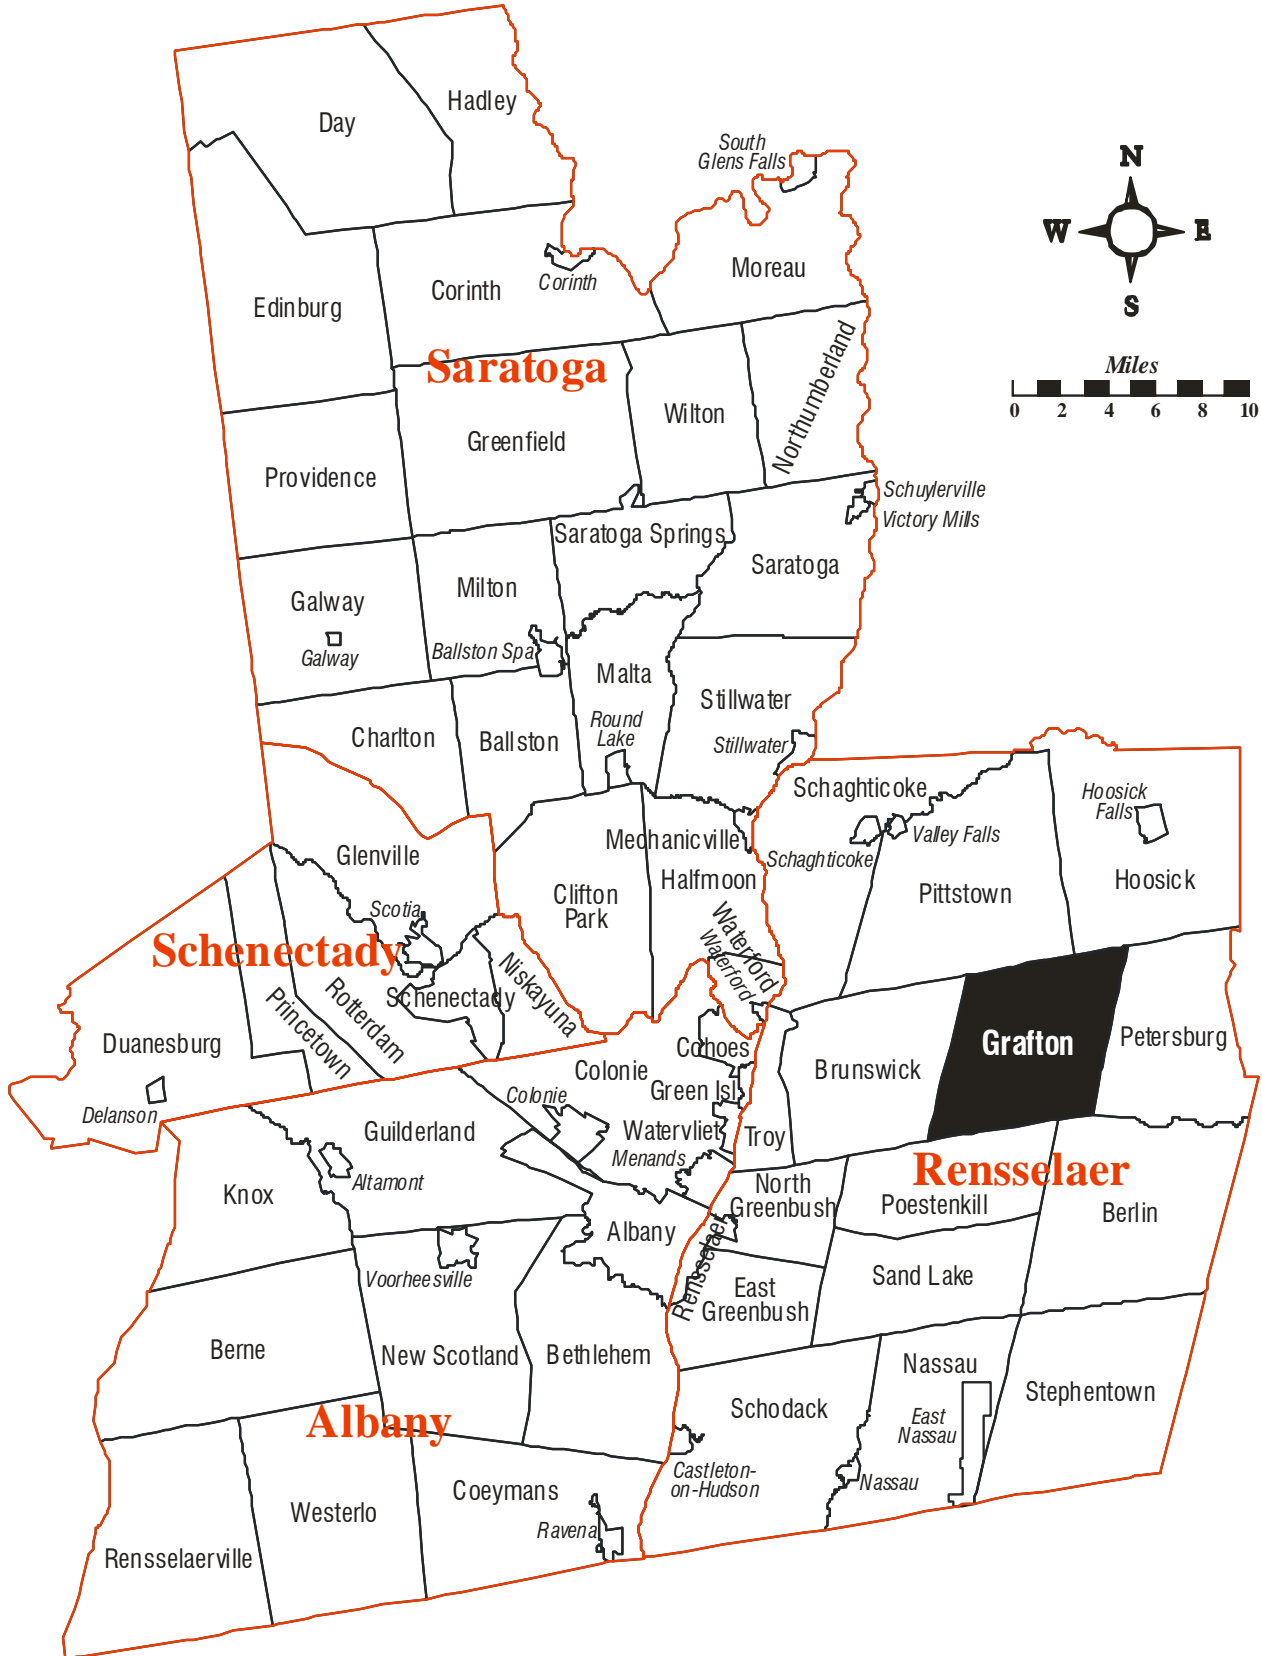 Day
Hadley
South
Glens Falls
N
W
E
S
Moreau
Edinburg
Corinth
Corinth
Miles
0 2 4 6 8 10
Saratoga
Northumberland
Wilton
Greenfield
Providence
Schuylerville
Victory Mills
Saratoga Springs
Saratoga
Milton
Galway
Galway
Ballston Spa
Malta
Stillwater
Round
Lake
Stillwater
Charlton
Ballston
Schaghticoke
Hoosick
Falls
Mechanicville
Valley Falls
Schaghticoke
Glenville
Halfmoon
Hoosick
Pittstown
Clifton
Park
Scotia
Waterford
Waterford
Schenectady
Niskayuna
Schenectady
Rotterdam
Princetown
Duanesburg
Grafton
Petersburg
Cohoes
Colonie
Brunswick
Green Isl.
Colonie
Delanson
Guilderland
Watervliet
Troy
Menands
Rensselaer
Altamont
Knox
North
Greenbush
Poestenkill
Berlin
Albany
Rensselaer
Voorheesville
Sand Lake
East
Greenbush
Berne
New Scotland
Bethlehem
Nassau
Stephentown
Albany
Schodack
East
Nassau
Castleton-
on-Hudson
Nassau
Coeymans
Westerlo
Ravena
Rensselaerville